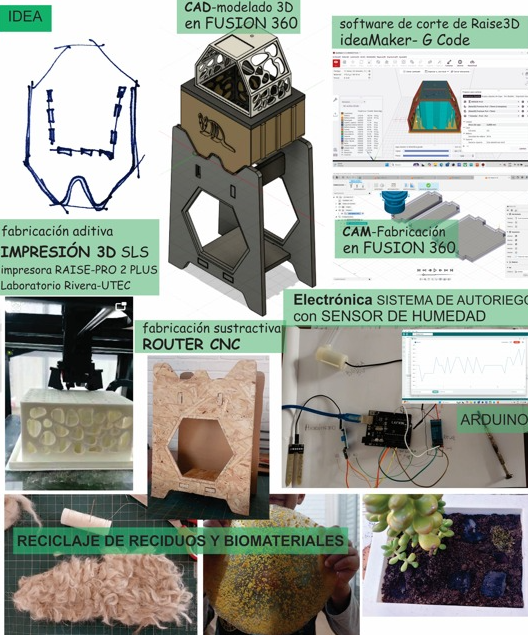 IDEA
CAD-modelado 3D
en FUSION 360
software de corte de Raise3D
ideaMaker- G Code
CAM-Fabricación
en FUSION 360
fabricación aditiva
IMPRESIÓN 3D SLS
impresora RAISE-PRO 2 PLUS
Laboratorio Rivera-UTEC
fabricación sustractiva
ROUTER CNC
Electrónica SISTEMA DE AUTORIEGO
con SENSOR DE HUMEDAD
ARDUINO
RECICLAJE DE RECIDUOS Y BIOMATERIALES